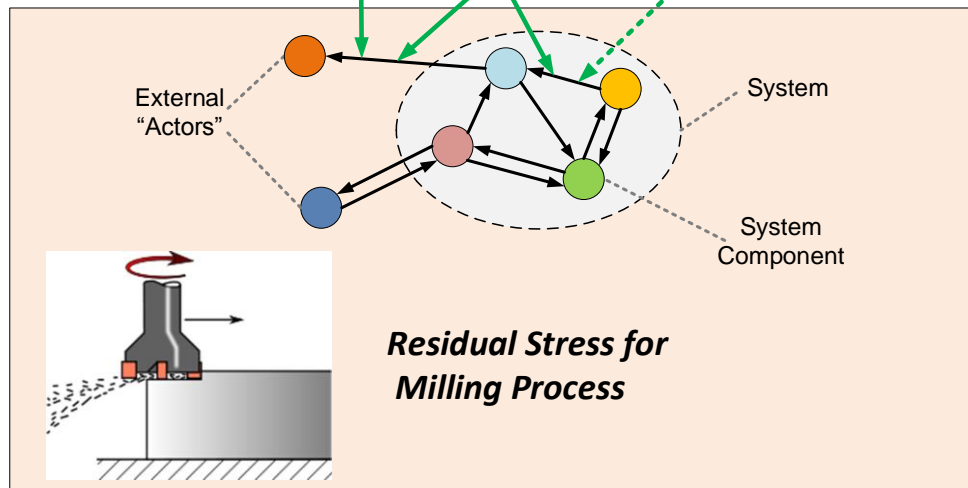 External
“Actors”
System
System
Component
Residual Stress for
Milling Process